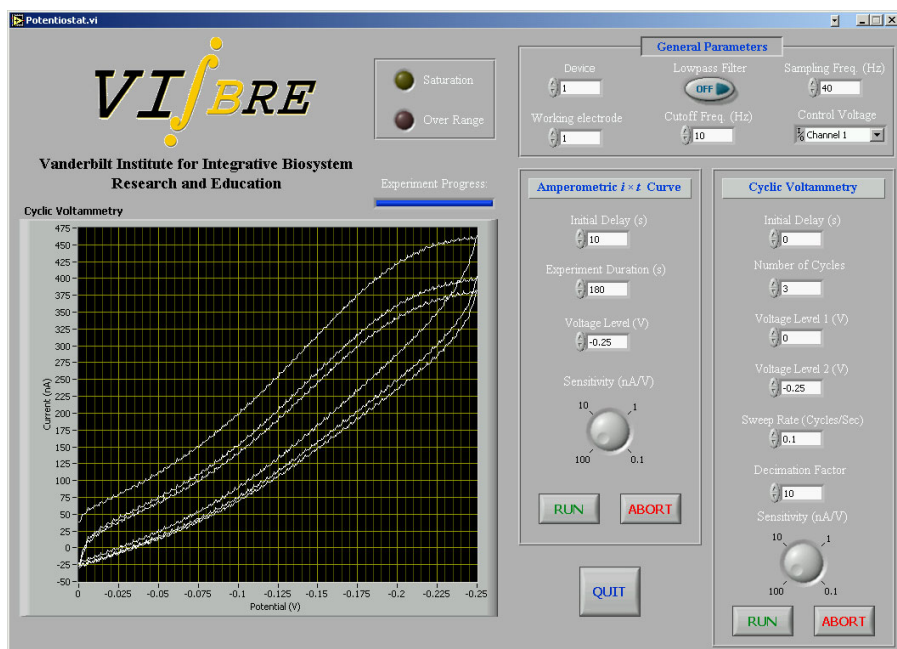 Potentiostat.vi
VI∫BRE
Vanderbilt Institute for Integrative Biosystem
Research and Education
Saturation
Over Range
Experiment Progress:
General Parameters
Device
Lowpass Filter
Sampling Freq. (Hz)
1
OFF
40
Working electrode
Cutoff Freq. (Hz)
Control Voltage
1
10
Channel 1
Cyclic Voltammetry
475
450
425
400
375
350
325
300
275
250
225
200
175
150
125
100
75
50
25
0
-25
-50
Current (nA)
0 -0.025 -0.05 -0.075 -0.1 -0.125 -0.15 -0.175 -0.2 -0.225 -0.25
Potential (V)
Amperometric i × t Curve
Initial Delay (s)
10
Experiment Duration (s)
180
Voltage Level (V)
-0.25
Sensitivity (nA/V)
10 1
100 0.1
RUN ABORT
QUIT
Cyclic Voltammetry
Initial Delay (s)
0
Number of Cycles
3
Voltage Level 1 (V)
0
Voltage Level 2 (V)
-0.25
Sweep Rate (Cycles/Sec)
0.1
Decimation Factor
10
Sensitivity (nA/V)
10 1
100 0.1
RUN ABORT